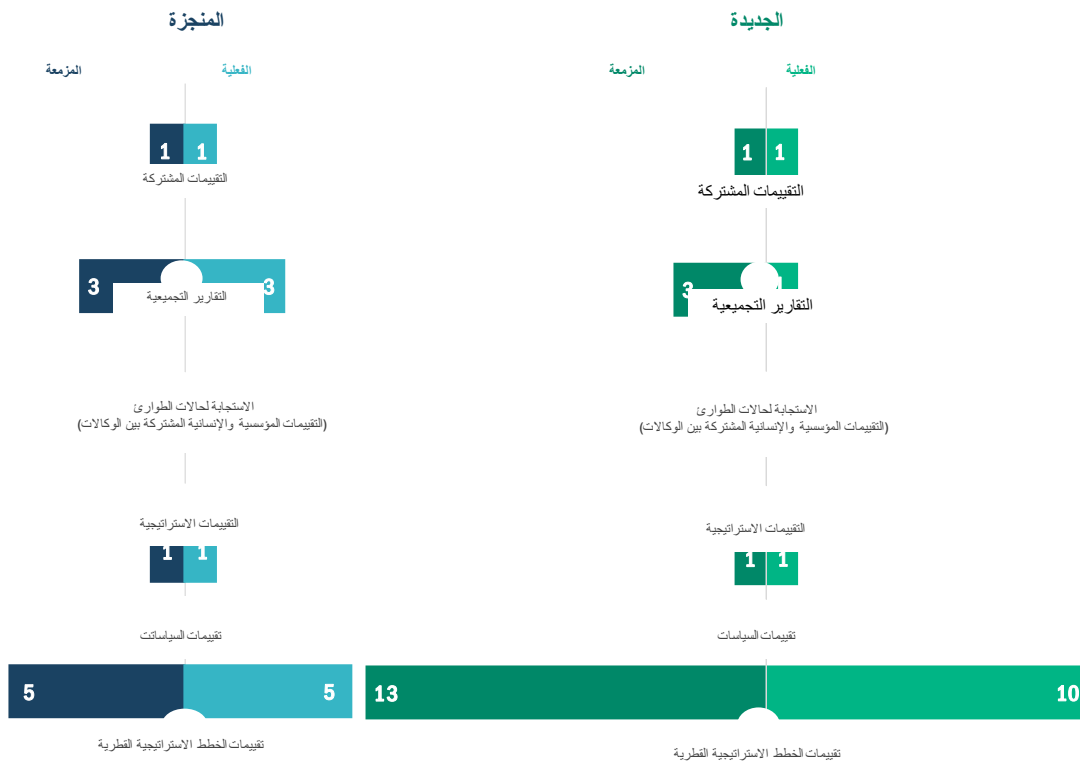 الجديدة
الفعلية
المزمعة
1 1
التقييمات المشتركة
3 1
التقارير التجميعية
الاستجابة لحالات الطوارئ
(التقييمات المؤسسية والإنسانية المشتركة بين الوكالات)
التقييمات الاستراتيجية
1 1
تقييمات السياسات
13 10
تقييمات الخطط الاستراتيجية القطرية
المنجزة
الفعلية
المزمعة
1 1
التقييمات المشتركة
3 3
التقارير التجميعية
الاستجابة لحالات الطوارئ
(التقييمات المؤسسية والإنسانية المشتركة بين الوكالات)
التقييمات الاستراتيجية
1 1
تقييمات السياساتت
5 5
تقييمات الخطط الاستراتيجية القطرية